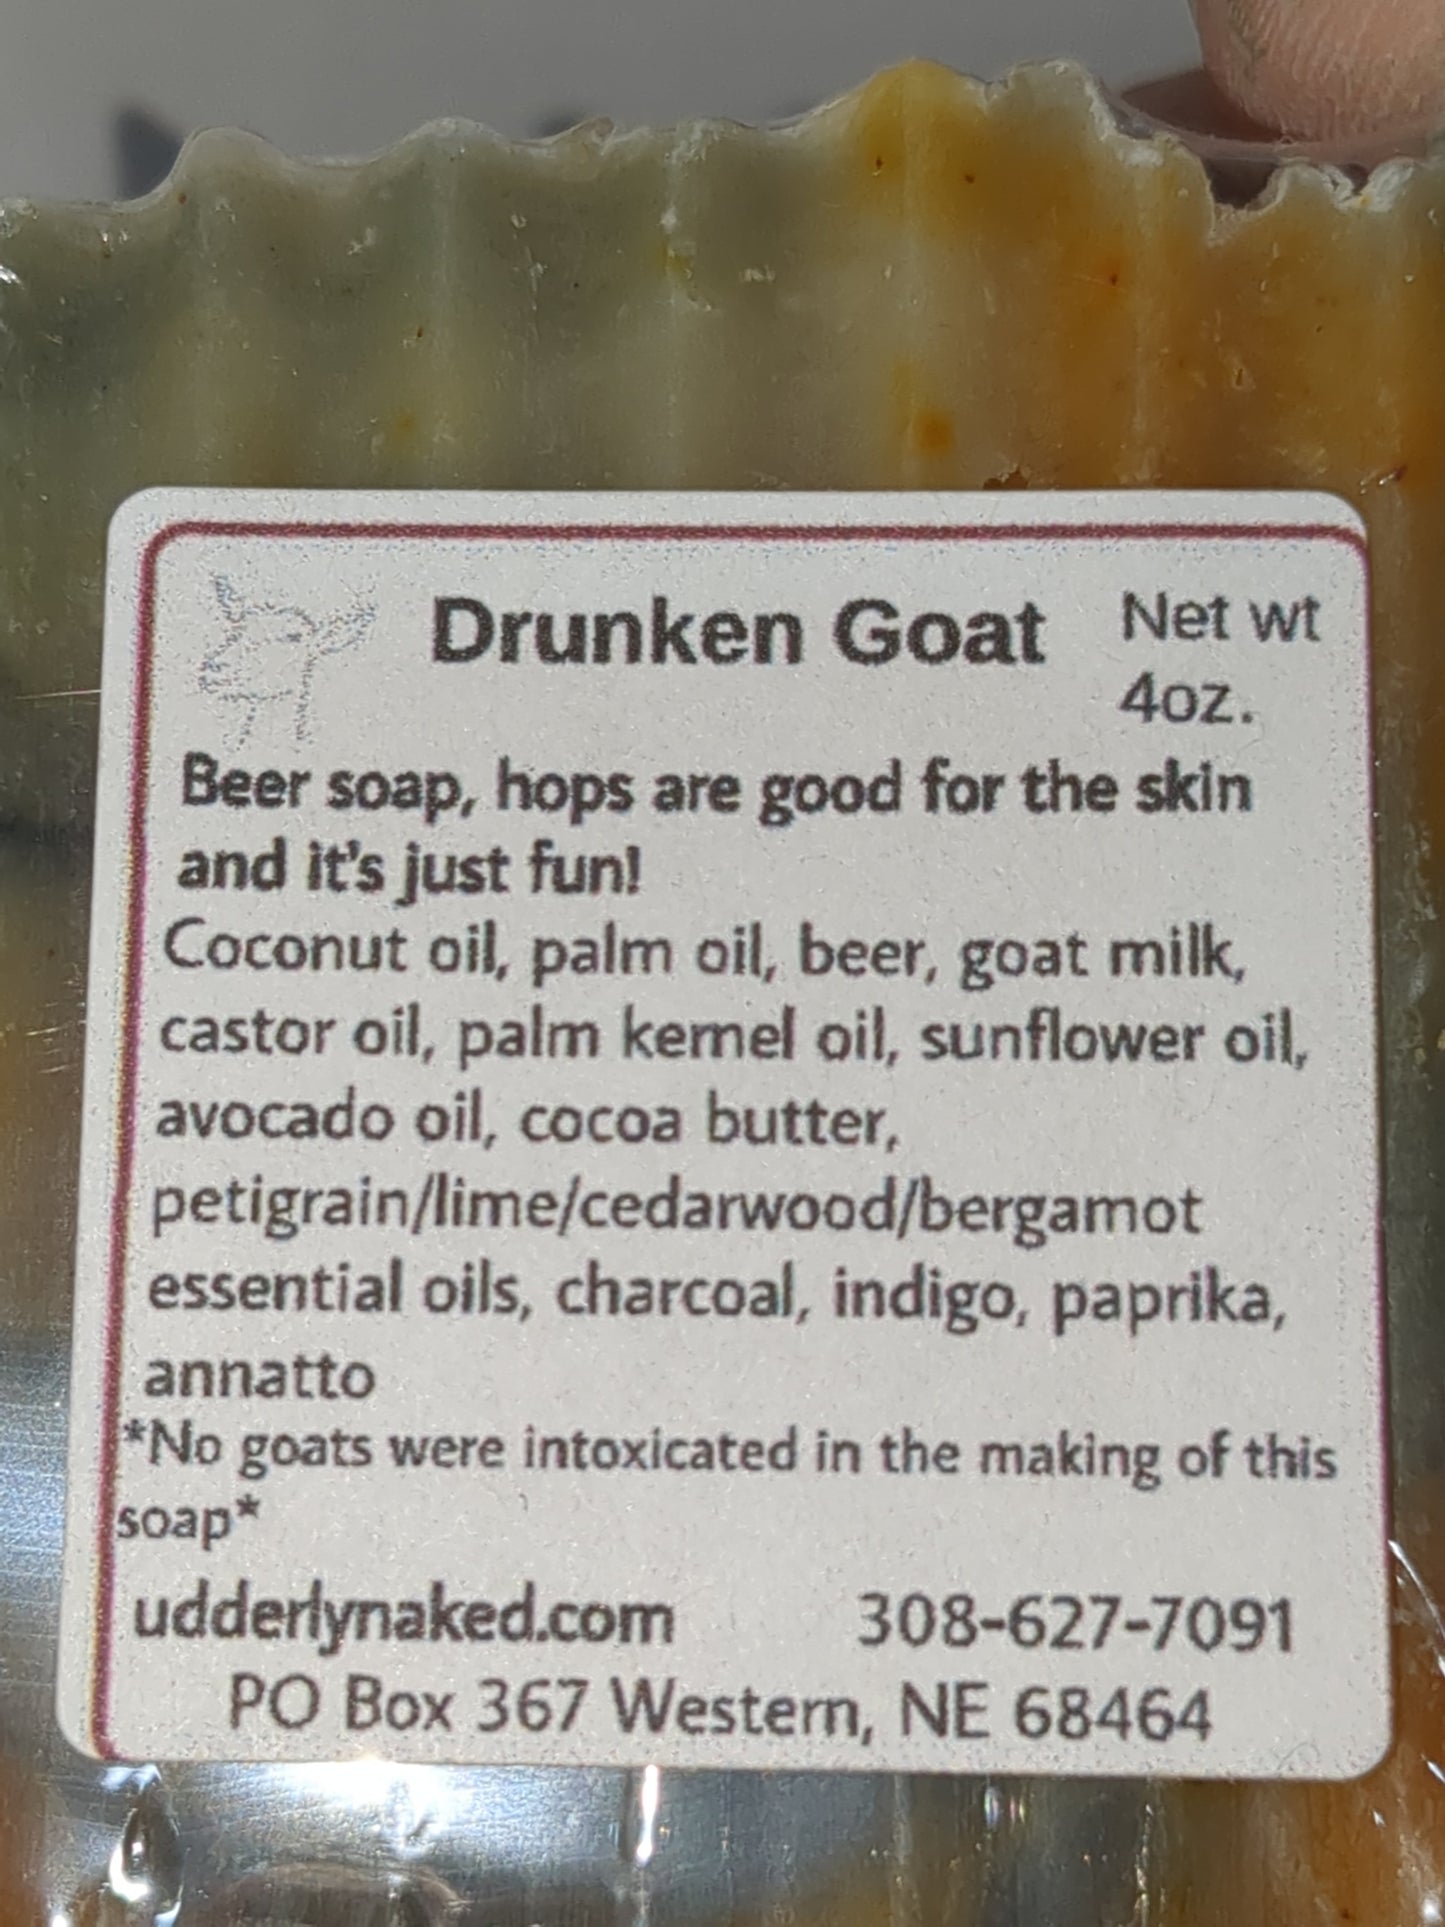 Drunken Goat
Net wt
4oz.
Beer soap, hops are good for the skin
and it's just fun!
Coconut oil, palm oil, beer, goat milk,
castor oil, palm kernel oil, sunflower oil,
avocado oil, cocoa butter,
petigrain/lime/cedarwood/bergamot
essential oils, charcoal, indigo, paprika,
annatto
*No goats were intoxicated in the making of this
soap*
udderlynaked.com 308-627-7091
PO Box 367 Western, NE 68464